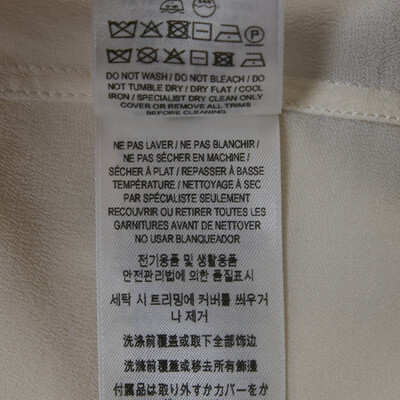 DO NOT WASH / DO NOT BLEACH / DO
NOT TUMBLE DRY / DRY FLAT / COOL
IRON / SPECIALIST DRY CLEAN ONLY
COVER OR REMOVE ALL TRIMS
BEFORE CLEANING.
NE PAS LAVER / NE PAS BLANCHIR /
NE PAS SÉCHER EN MACHINE /
SÉCHER À PLAT / REPASSER À BASSE
TEMPÉRATURE / NETTOYAGE À SEC
PAR SPÉCIALISTE SEULEMENT
RECOUVRIR OU RETIRER TOUTES LES
GARNITURES AVANT DE NETTOYER
NO USAR BLANQUEADOR
전기용품 및 생활용품
안전관리법에 의한 품질표시
세탁 시 트리밍에 커버를 씌우거
나 제거
洗涤前覆盖或取下全部饰边
洗滌前覆蓋或移去所有飾邊
付属品は取り外すかカバーをか